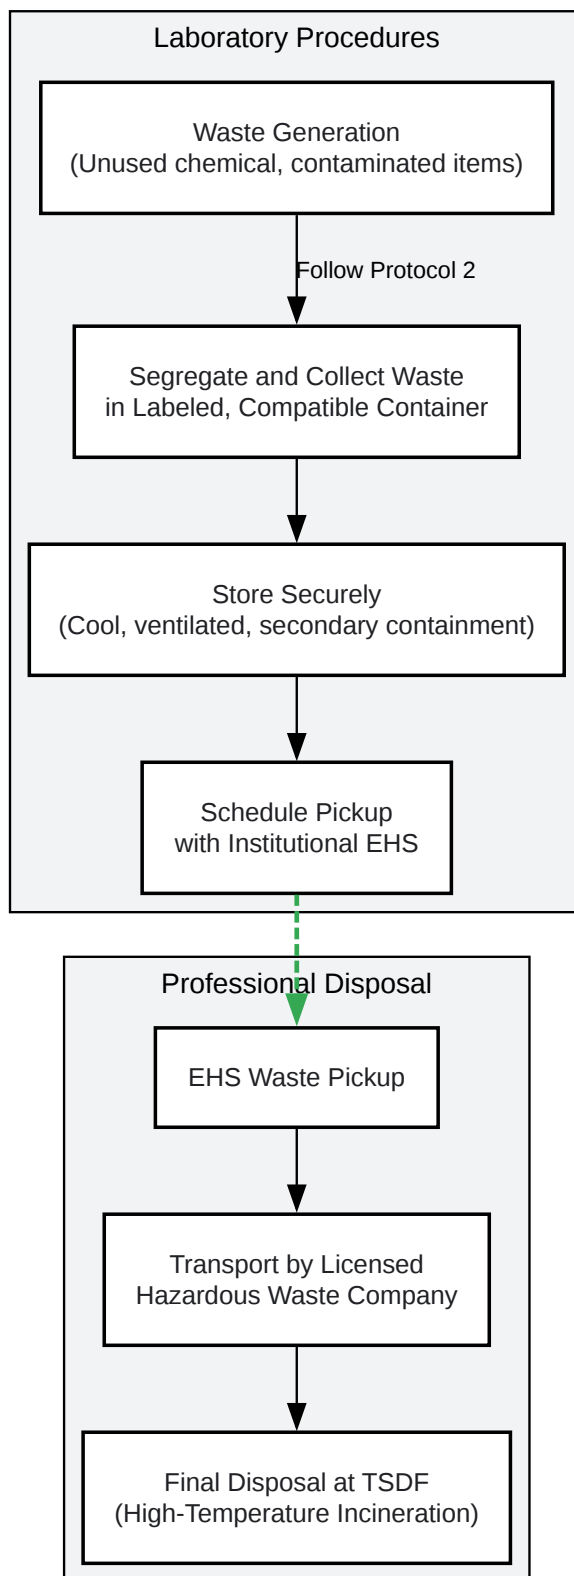 Laboratory Procedures
Waste Generation
(Unused chemical, contaminated items)
Follow Protocol 2
Segregate and Collect Waste
in Labeled, Compatible Container
Store Securely
(Cool, ventilated, secondary containment)
Schedule Pickup
with Institutional EHS
Professional Disposal
EHS Waste Pickup
Transport by Licensed
Hazardous Waste Company
Final Disposal at TSDF
(High-Temperature Incineration)